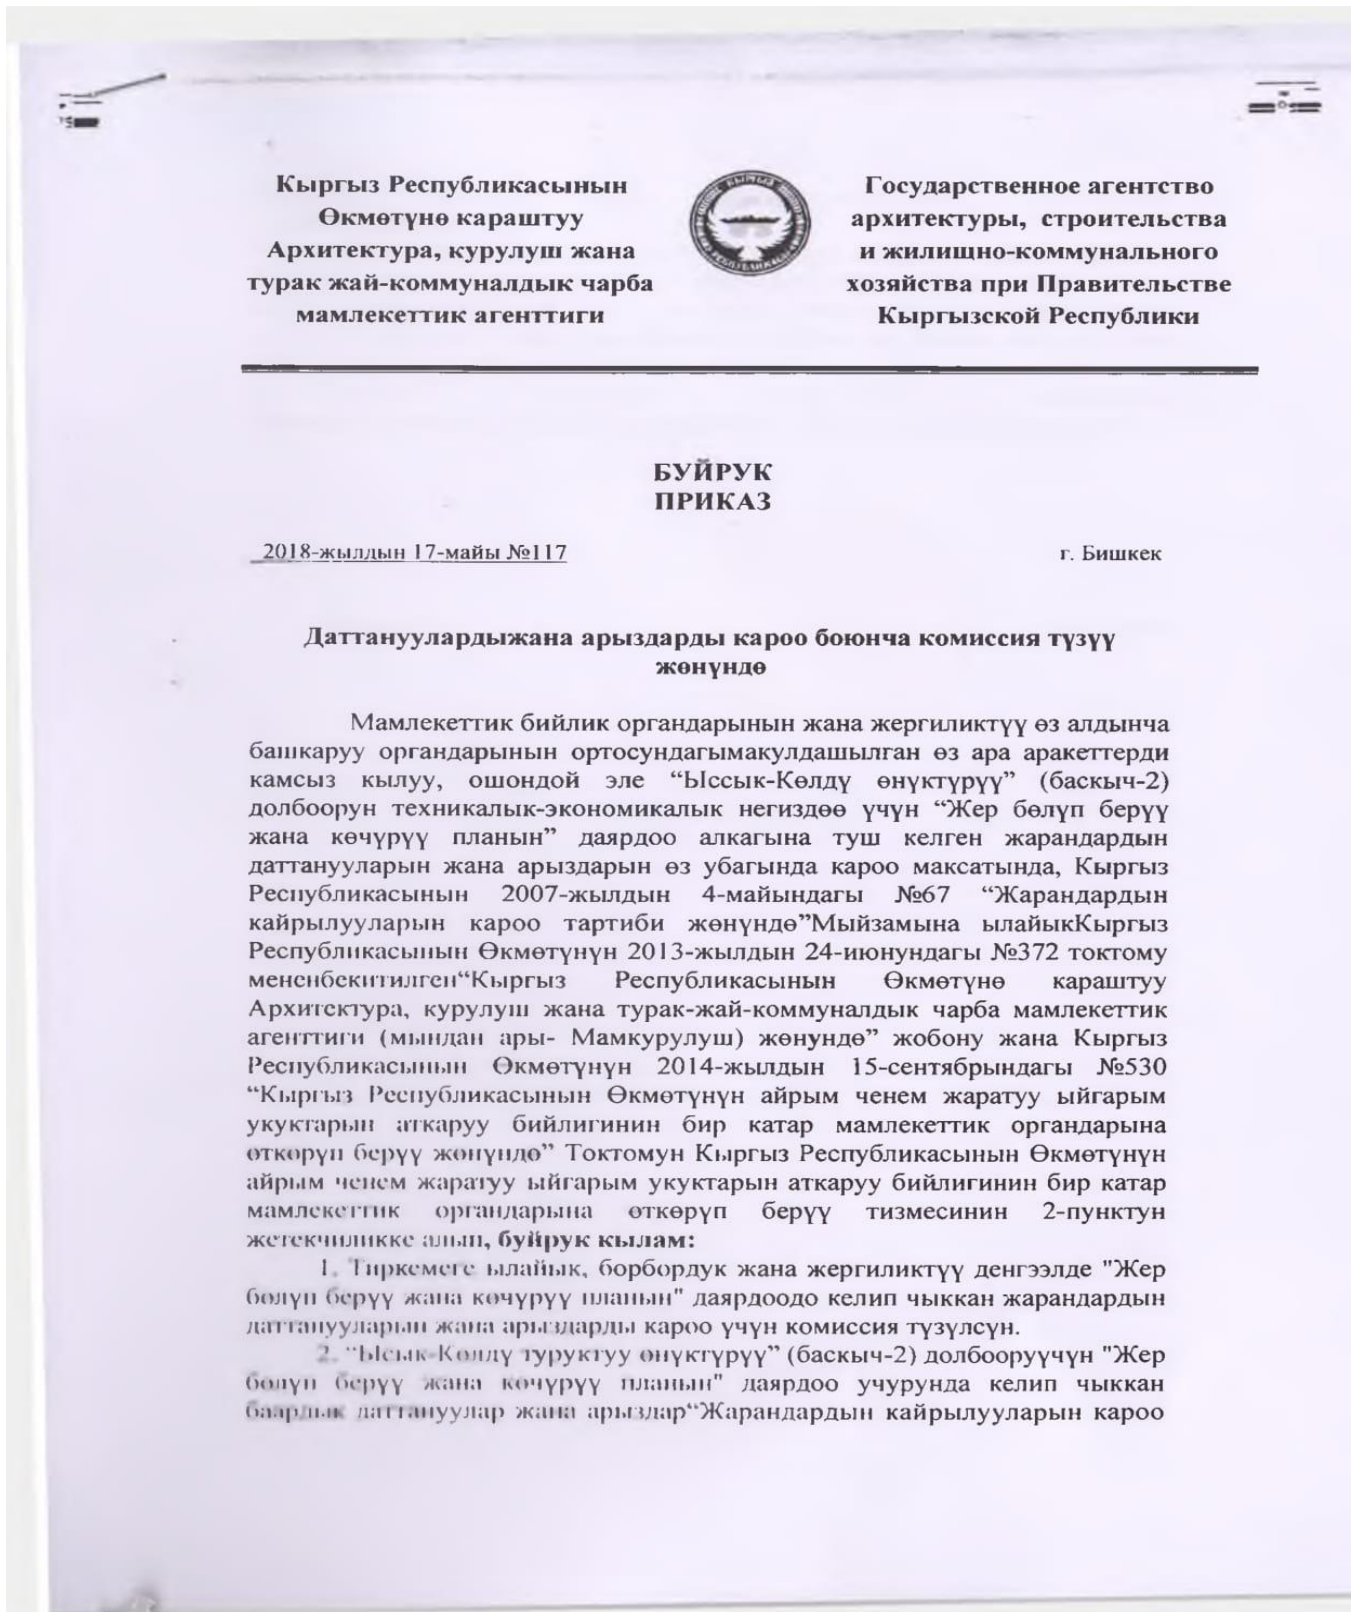 Кыргыз Республикасынын
Өкмөтүнө караштуу
Архитектура, курулуш жана
турак жай-коммуналдык чарба
мамлекеттик агенттиги
Государственное агентство
архитектуры, строительства
и жилищно-коммунального
хозяйства при Правительстве
Кыргызской Республики
БУЙРУК
ПРИКАЗ
2018-жылдын 17-майы №117
г. Бишкек
Даттануулардыжана арыздарды кароо боюнча комиссия түзүү
жөнүндө
Мамлекеттик бийлик органдарынын жана жергиликтүү өз алдынча
башкаруу органдарынын ортосундагымакулдашылган өз ара аракеттерди
камсыз кылуу, ошондой эле “Ыссык-Көлдү өнүктүрүү” (баскыч-2)
долбоорун техникалык-экономикалык негиздөө үчүн “Жер бөлүп берүү
жана көчүрүү планын” даярдоо алкагына туш келген жарандардын
даттанууларын жана арыздарын өз убагында кароо максатында, Кыргыз
Республикасынын 2007-жылдын 4-майындагы №67 “Жарандардын
кайрылууларын кароо тартиби жөнүндө”Мыйзамына ылайыкКыргыз
Республикасынын Өкмөтүнүн 2013-жылдын 24-июнундагы №372 токтому
менснбскитилген“Кыргыз Республикасынын Өкмөтүнө караштуу
Архитектура, курулуш жана турак-жай-коммуналдык чарба мамлекеттик
агенттиги (мындан ары- Мамкурулуш) жөнундө” жобону жана Кыргыз
Республикасынын Өкмөтүнүн 2014-жылдын 15-сентябрындагы №530
“Кыргыз Республикасынын Өкмөтүнүн айрым ченем жаратуу ыйгарым
укуктарын аткаруу бийлигинин бир катар мамлекеттик органдарына
өткөрүп берүү жөнүндө” Токтомун Кыргыз Республикасынын Өкмөтүнүн
айрым ченем жаратуу ыйгарым укуктарын аткаруу бийлигинин бир катар
мамлекеттик органдарына өткөрүп берүү тизмесинин 2-пунктун
жетекчиликке алып, буйрук кылам:
1. Тиркемеге ылайык, борбордук жана жергиликтүү денгээлде "Жер
бөлүп берүү жана көчүрүү планын" даярдоодо келип чыккан жарандардын
даттанууларын жана арыздарды кароо үчүн комиссия түзүлсүн.
2. “Ысык-Көлдү туруктуу өнүктүрүү” (баскыч-2) долбооруүчүн "Жер
бөлүп берүү жана көчүрүү планын" даярдоо учурунда келип чыккан
баардык даттануулар жана арыздар“Жарандардын кайрылууларын кароо